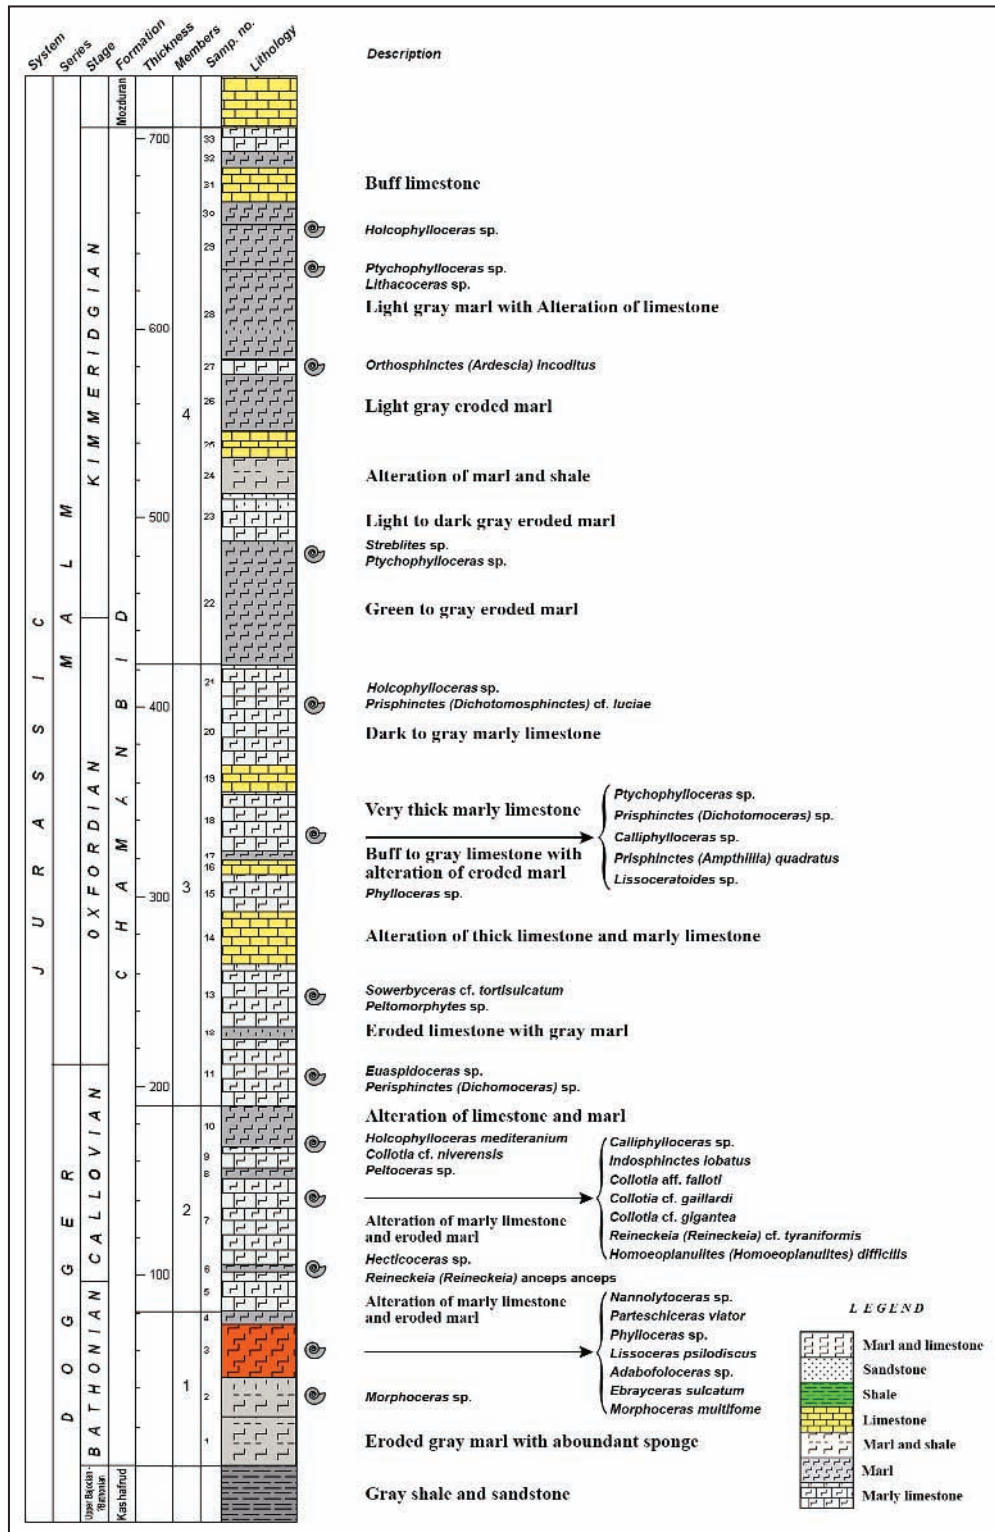 System
Series
Stage
Formation
Thickness
Members
Samp. no.
Lithology
Description
Mozduran
700
33
32
31
Buff limestone
30
Holcophylloceras sp.
29
Ptychophylloceras sp.
Lithacoceras sp.
Light gray marl with Alteration of limestone
28
600
27
Orthosphinctes (Ardescia) incoditus
26
Light gray eroded marl
4
25
24
Alteration of marl and shale
500
23
Light to dark gray eroded marl
Streblites sp.
Ptychophylloceras sp.
22
Green to gray eroded marl
KIMMERIDGIAN
MALM
JURASSIC
CHAMANBID
21
Holcophylloceras sp.
400
Prisphinctes (Dichotomosphinctes) cf. luciae
20
Dark to gray marly limestone
19
18
Very thick marly limestone
Ptychophylloceras sp.
Prisphinctes (Dichotomoceras) sp.
Calliphylloceras sp.
Prisphinctes (Ampthillia) quadratus
Lissoceratoides sp.
17
Buff to gray limestone with
alteration of eroded marl
16
Phylloceras sp.
15
300
3
14
Alteration of thick limestone and marly limestone
OXFORDIAN
13
Sowerbyceras cf. tortisulcatum
Peltomorphytes sp.
12
Eroded limestone with gray marl
11
Euaspidoceras sp.
Perisphinctes (Dichomoceras) sp.
200
10
Alteration of limestone and marl
Holcophylloceras mediteranium
Collotia cf. niverensis
Peltoceras sp.
9
8
Calliphylloceras sp.
Indosphinctes lobatus
Collotia aff. falloti
Collotia cf. gaillardi
Collotia cf. gigantea
Reineckeia (Reineckeia) cf. tyraniformis
Homoeoplanulites (Homoeoplanulites) difficilis
2
7
Alteration of marly limestone
and eroded marl
6
Hecticoceras sp.
100
Reineckeia (Reineckeia) anceps anceps
5
Alteration of marly limestone
and eroded marl
CALLOVIAN
DOGGER
4
3
Nannolytoceras sp.
Parteschiceras viator
Phylloceras sp.
Lissoceras psilodiscus
Adabofoloceras sp.
Ebrayceras sulcatum
Morphoceras multifome
1
2
Morphoceras sp.
1
Eroded gray marl with aboundant sponge
BATHONIAN
Upper Bajocian-
?Bathonian
Kashafrud
Gray shale and sandstone
LEGEND
Marl and limestone
Sandstone
Shale
Limestone
Marl and shale
Marl
Marly limestone